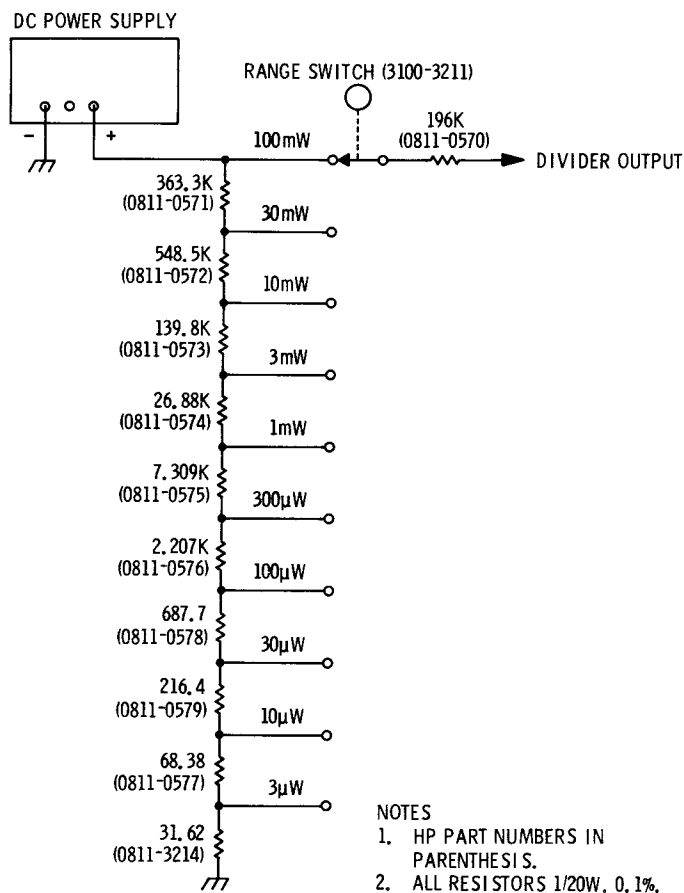 DC POWER SUPPLY
- +
RANGE SWITCH (3100-3211)
100mW
196K
(0811-0570)
DIVIDER OUTPUT
363.3K
(0811-0571)
30mW
548.5K
(0811-0572)
10mW
139.8K
(0811-0573)
3mW
26.88K
(0811-0574)
1mW
7.309K
(0811-0575)
300µW
2.207K
(0811-0576)
100µW
687.7
(0811-0578)
30µW
216.4
(0811-0579)
10µW
68.38
(0811-0577)
3µW
31.62
(0811-3214)
NOTES
1. HP PART NUMBERS IN
PARENTHESIS.
2. ALL RESISTORS 1/20W, 0.1%.